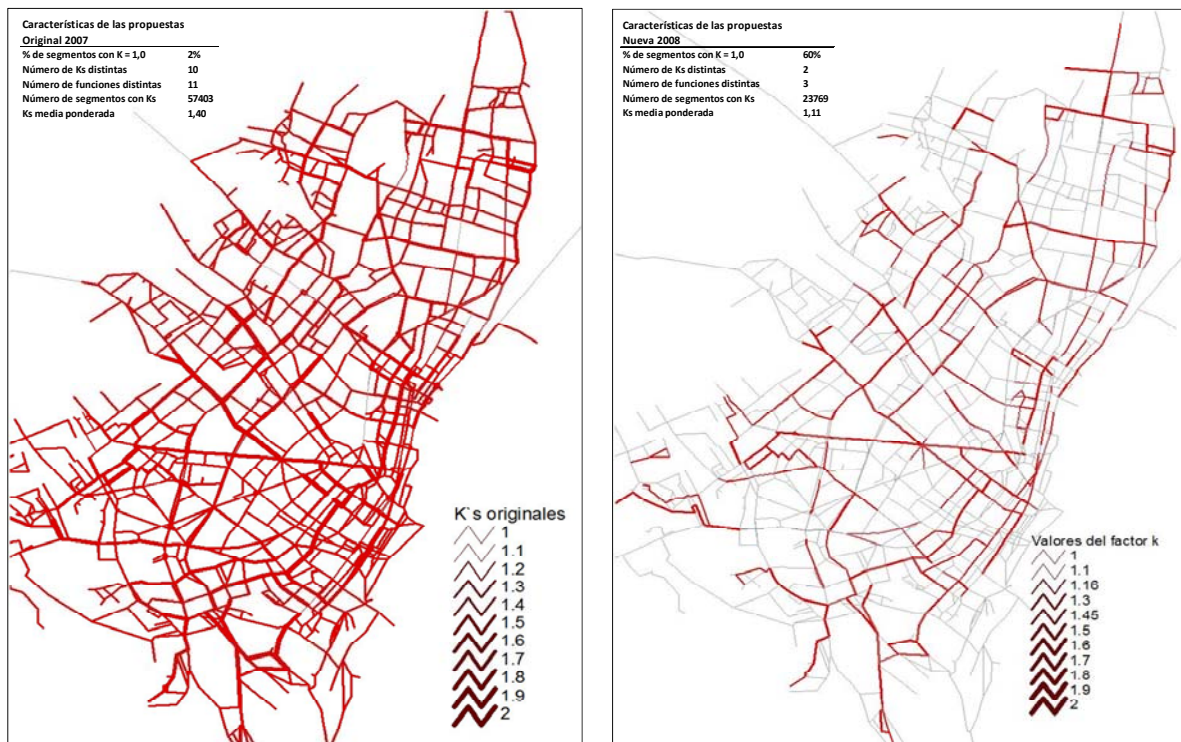 Características de las propuestas
Original 2007
% de segmentos con K = 1,0 2%
Número de Ks distintas 10
Número de funciones distintas 11
Número de segmentos con Ks 57403
Ks media ponderada 1,40
K`s originales
1
1.1
1.2
1.3
1.4
1.5
1.6
1.7
1.8
1.9
2
Características de las propuestas
Nueva 2008
% de segmentos con K = 1,0 60%
Número de Ks distintas 2
Número de funciones distintas 3
Número de segmentos con Ks 23769
Ks media ponderada 1,11
Valores del factor k
1
1.1
1.16
1.3
1.45
1.5
1.6
1.7
1.8
1.9
2